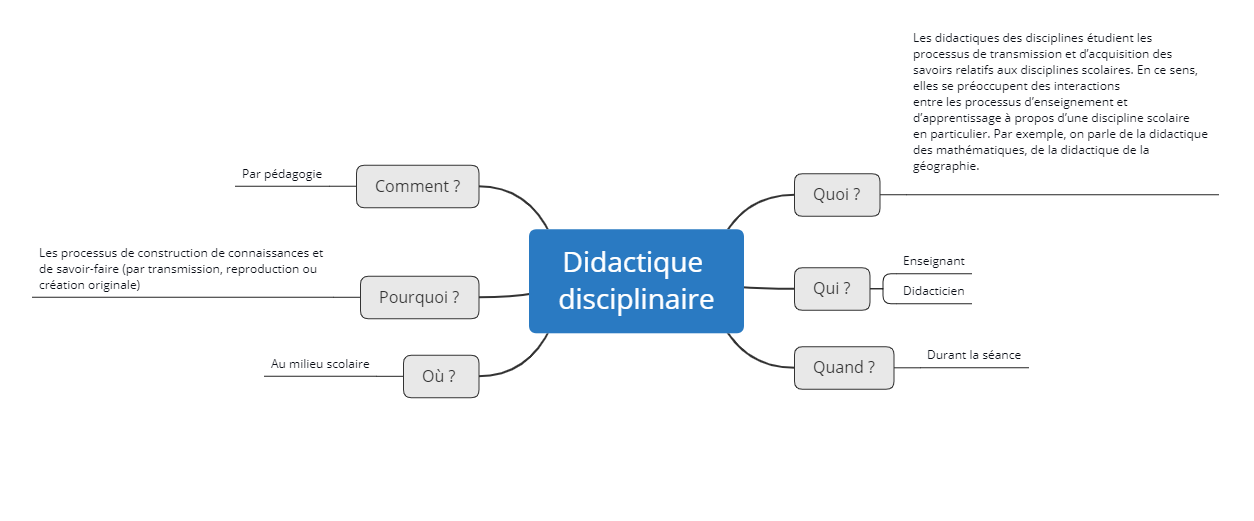 Les didactiques des disciplines étudient les
processus de transmission et d’acquisition des
savoirs relatifs aux disciplines scolaires. En ce sens,
elles se préoccupent des interactions
entre les processus d’enseignement et
d’apprentissage à propos d’une discipline scolaire
en particulier. Par exemple, on parle de la didactique
des mathématiques, de la didactique de la
géographie.
Quoi ?
Par pédagogie
Comment ?
Didactique
disciplinaire
Les processus de construction de connaissances et
de savoir-faire (par transmission, reproduction ou
création originale)
Pourquoi ?
Qui ?
Enseignant
Didacticien
Au milieu scolaire
Où ?
Quand ?
Durant la séance